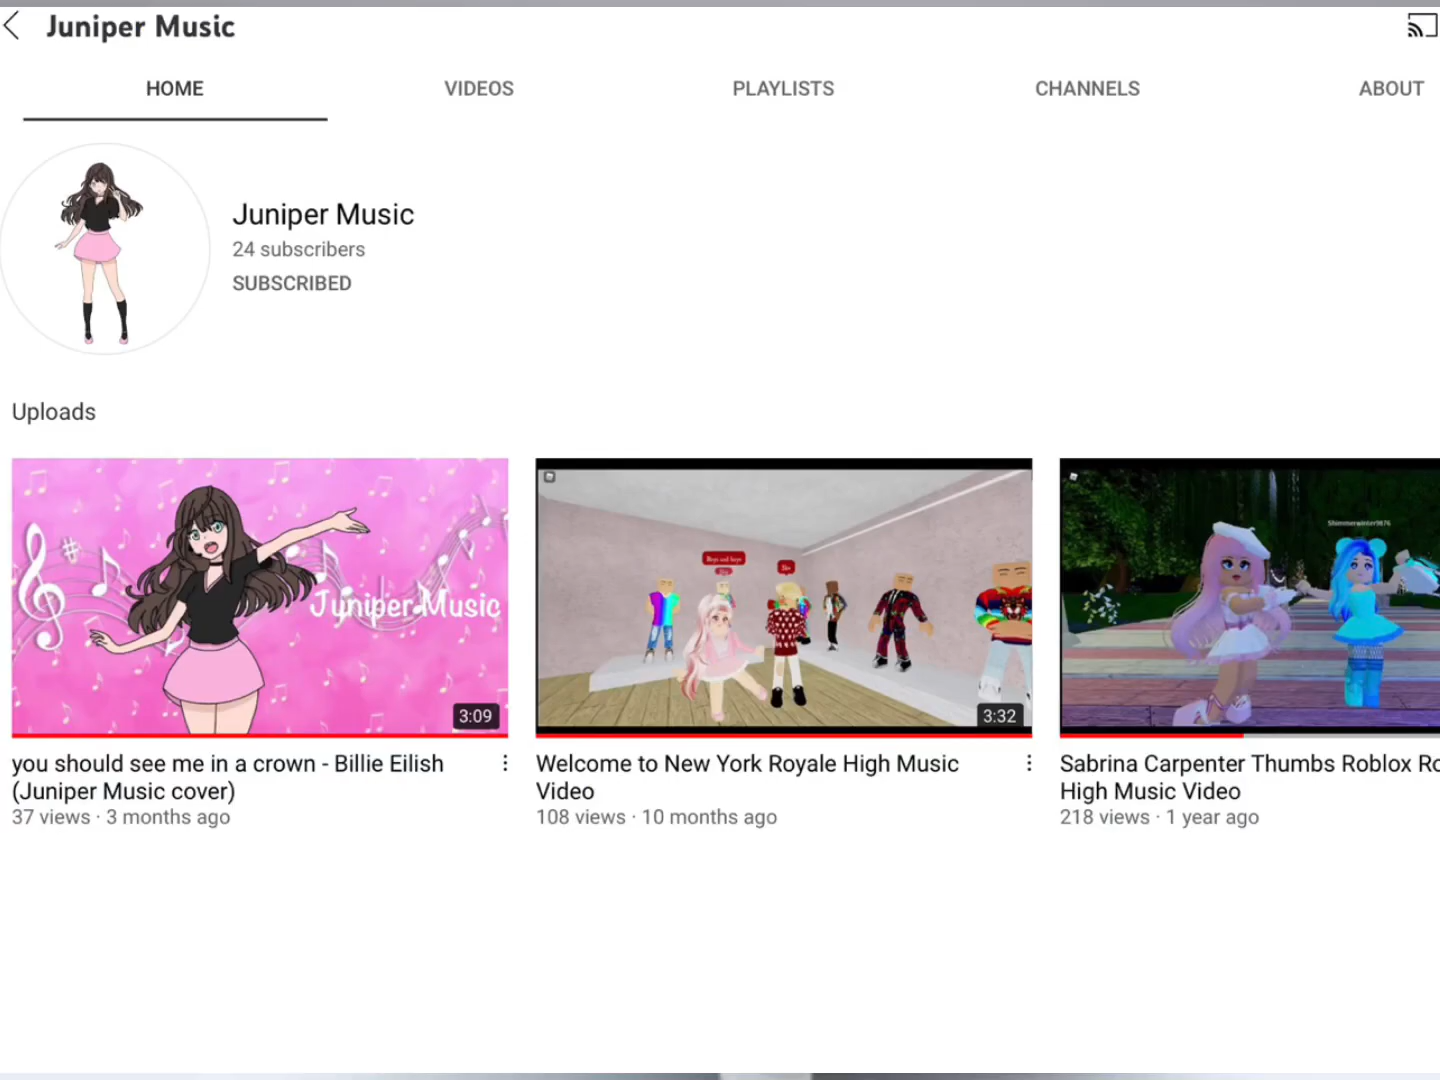 Juniper Music
HOME
VIDEOS
PLAYLISTS
CHANNELS
ABOUT
Juniper Music
24 subscribers
SUBSCRIBED
Uploads
Juniper Music
3:09
3:32
Shimmerwinter9876
you should see me in a crown - Billie Eilish
(Juniper Music cover)
37 views · 3 months ago
Welcome to New York Royale High Music
Video
108 views · 10 months ago
Sabrina Carpenter Thumbs Roblox Ro
High Music Video
218 views · 1 year ago